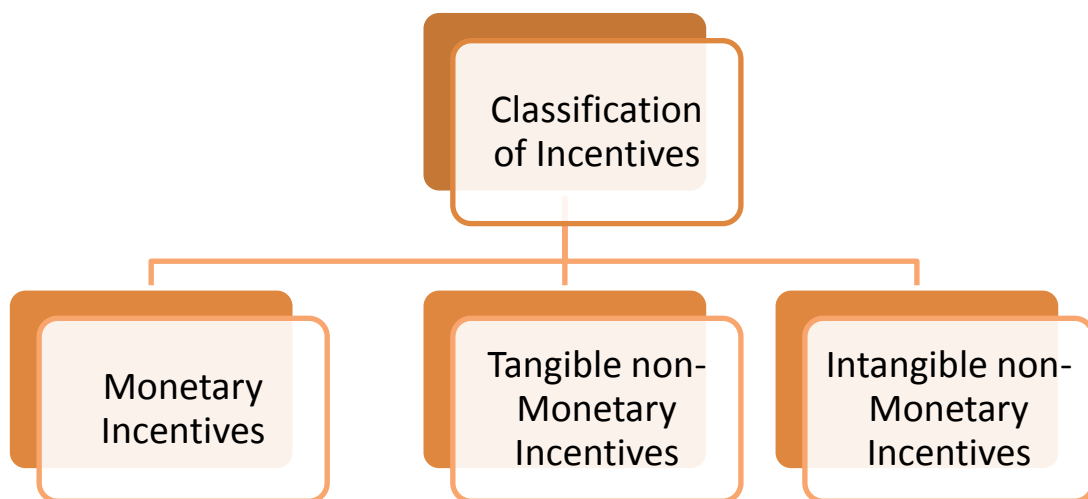 Classification
of Incentives
Monetary
Incentives
Tangible non-
Monetary
Incentives
Intangible non-
Monetary
Incentives